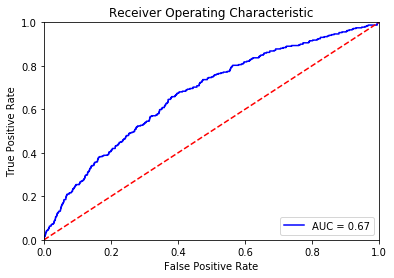 Receiver Operating Characteristic
1.0
0.8
0.6
0.4
0.2
0.0
True Positive Rate
AUC = 0.67
0.0 0.2 0.4 0.6 0.8 1.0
False Positive Rate